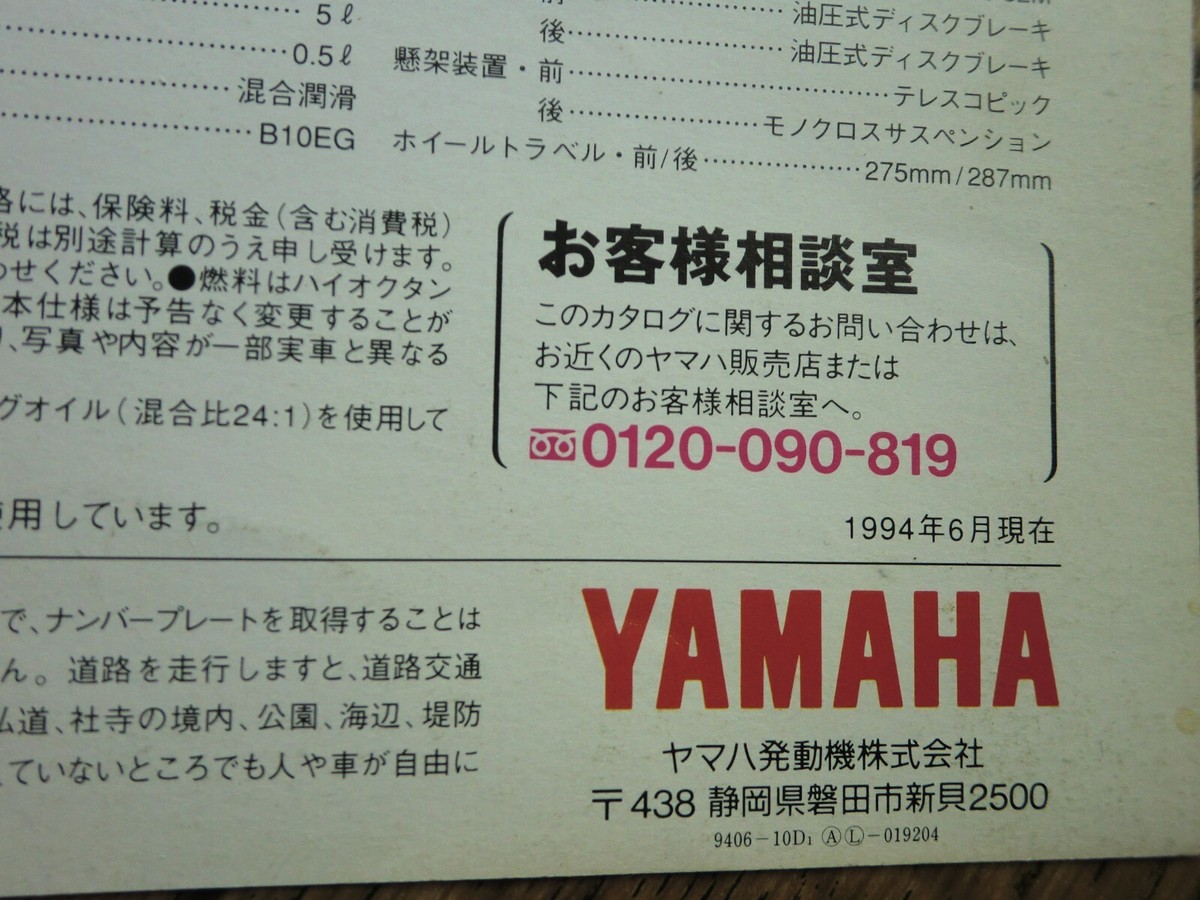 5ℓ
0.5ℓ
混合潤滑
B10EG
油圧式ディスクブレーキ
後 油圧式ディスクブレーキ
懸架装置・前 テレスコピック
後 モノクロスサスペンション
ホイールトラベル・前/後 275mm/287mm
には、保険料、税金(含む消費税)
税は別途計算のうえ申し受けます。
わせください。●燃料はハイオクタン
本仕様は予告なく変更することが
、写真や内容が一部実車と異なる
グオイル(混合比24:1)を使用して
使用しています。
お客様相談室
このカタログに関するお問い合わせは、
お近くのヤマハ販売店または
下記のお客様相談室へ。
0120-090-819
1994年6月現在
で、ナンバープレートを取得することは
ん。道路を走行しますと、道路交通
道、社寺の境内、公園、海辺、堤防
ていないところでも人や車が自由に
YAMAHA
ヤマハ発動機株式会社
〒438 静岡県磐田市新貝2500
9406-10D1 ⒶⓁ-019204